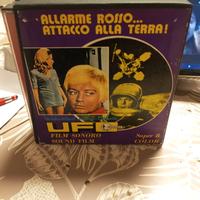 ALLARME ROSSO...
ATTACCO ALLA TERRA!
UFO
FILM SONORO
SOUND FILM
Super 8
COLOR